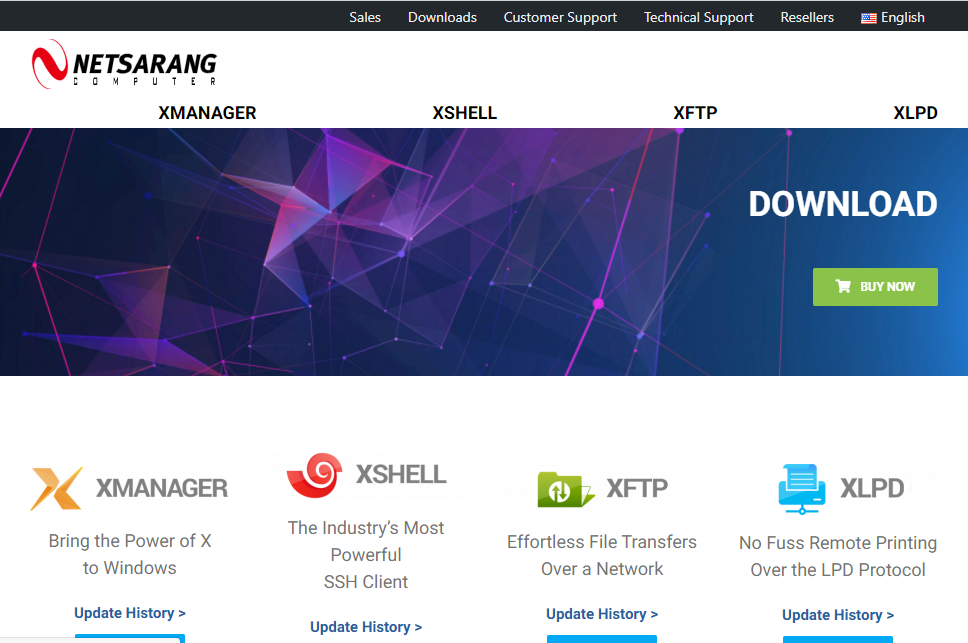 Sales Downloads Customer Support Technical Support Resellers English
NETSARANG
COMPUTER
XMANAGER XSHELL XFTP XLPD
DOWNLOAD
BUY NOW
XMANAGER
Bring the Power of X
to Windows
Update History >
XSHELL
The Industry’s Most
Powerful
SSH Client
Update History >
XFTP
Effortless File Transfers
Over a Network
Update History >
XLPD
No Fuss Remote Printing
Over the LPD Protocol
Update History >